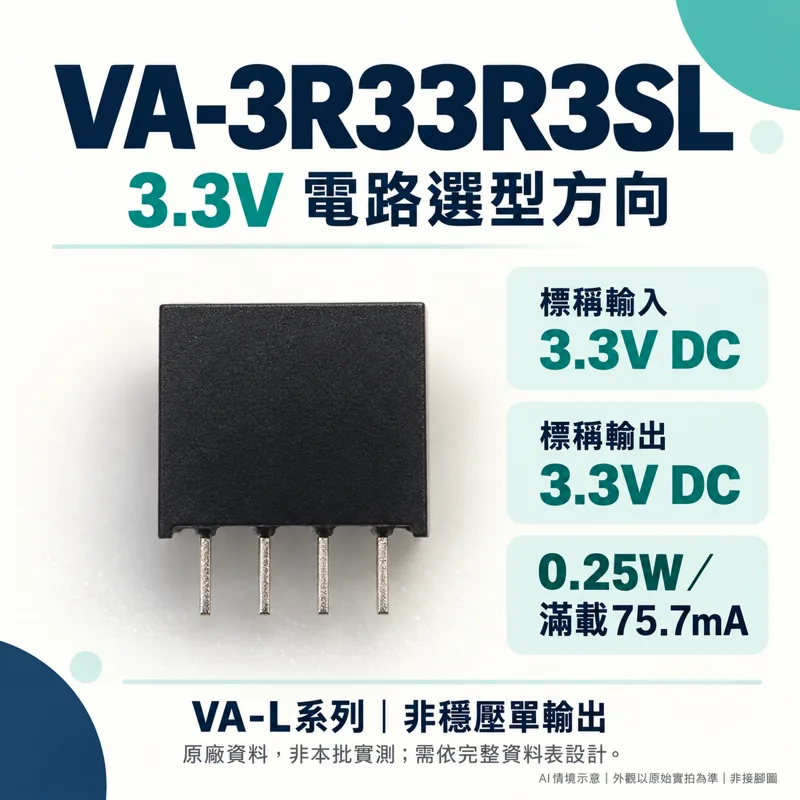 VA-3R33R3SL
3.3V 電路選型方向
標稱輸入
3.3V DC
標稱輸出
3.3V DC
0.25W／
滿載75.7mA
VA-L系列｜非穩壓單輸出
原廠資料，非本批實測；需依完整資料表設計。
AI情境示意｜外觀以原始實拍為準｜非接腳圖